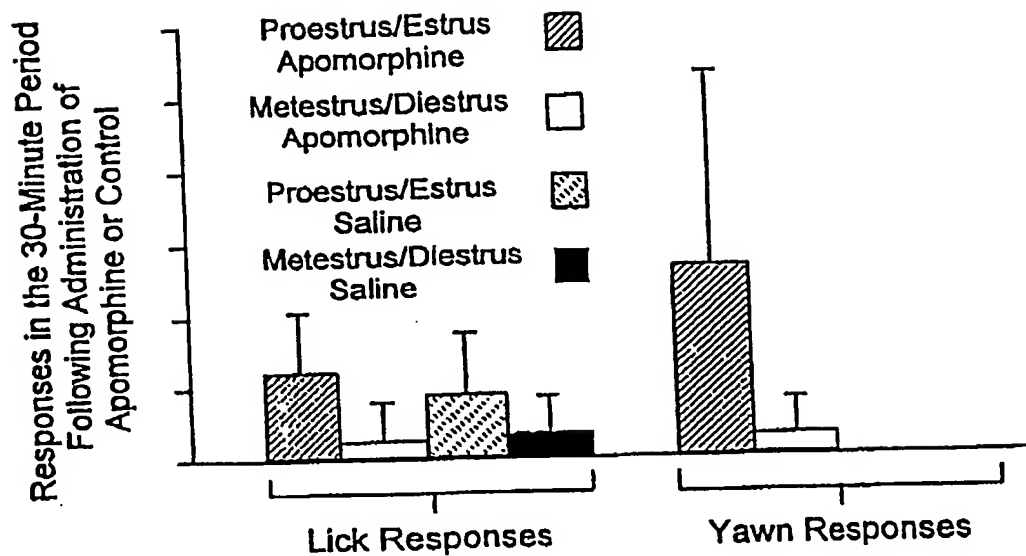 Responses in the 30-Minute Period
Following Administration of
Apomorphine or Control
Proestrus/Estrus
Apomorphine
Metestrus/Diestrus
Apomorphine
Proestrus/Estrus
Saline
Metestrus/Diestrus
Saline
Lick Responses
Yawn Responses